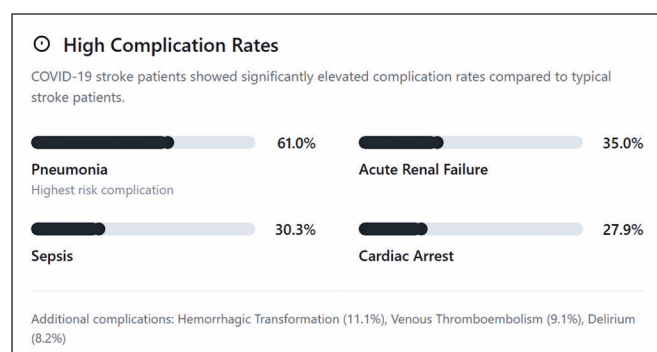 High Complication Rates
COVID-19 stroke patients showed significantly elevated complication rates compared to typical
stroke patients.
61.0%
Pneumonia
Highest risk complication
35.0%
Acute Renal Failure
30.3%
Sepsis
27.9%
Cardiac Arrest
Additional complications: Hemorrhagic Transformation (11.1%), Venous Thromboembolism (9.1%), Delirium
(8.2%)